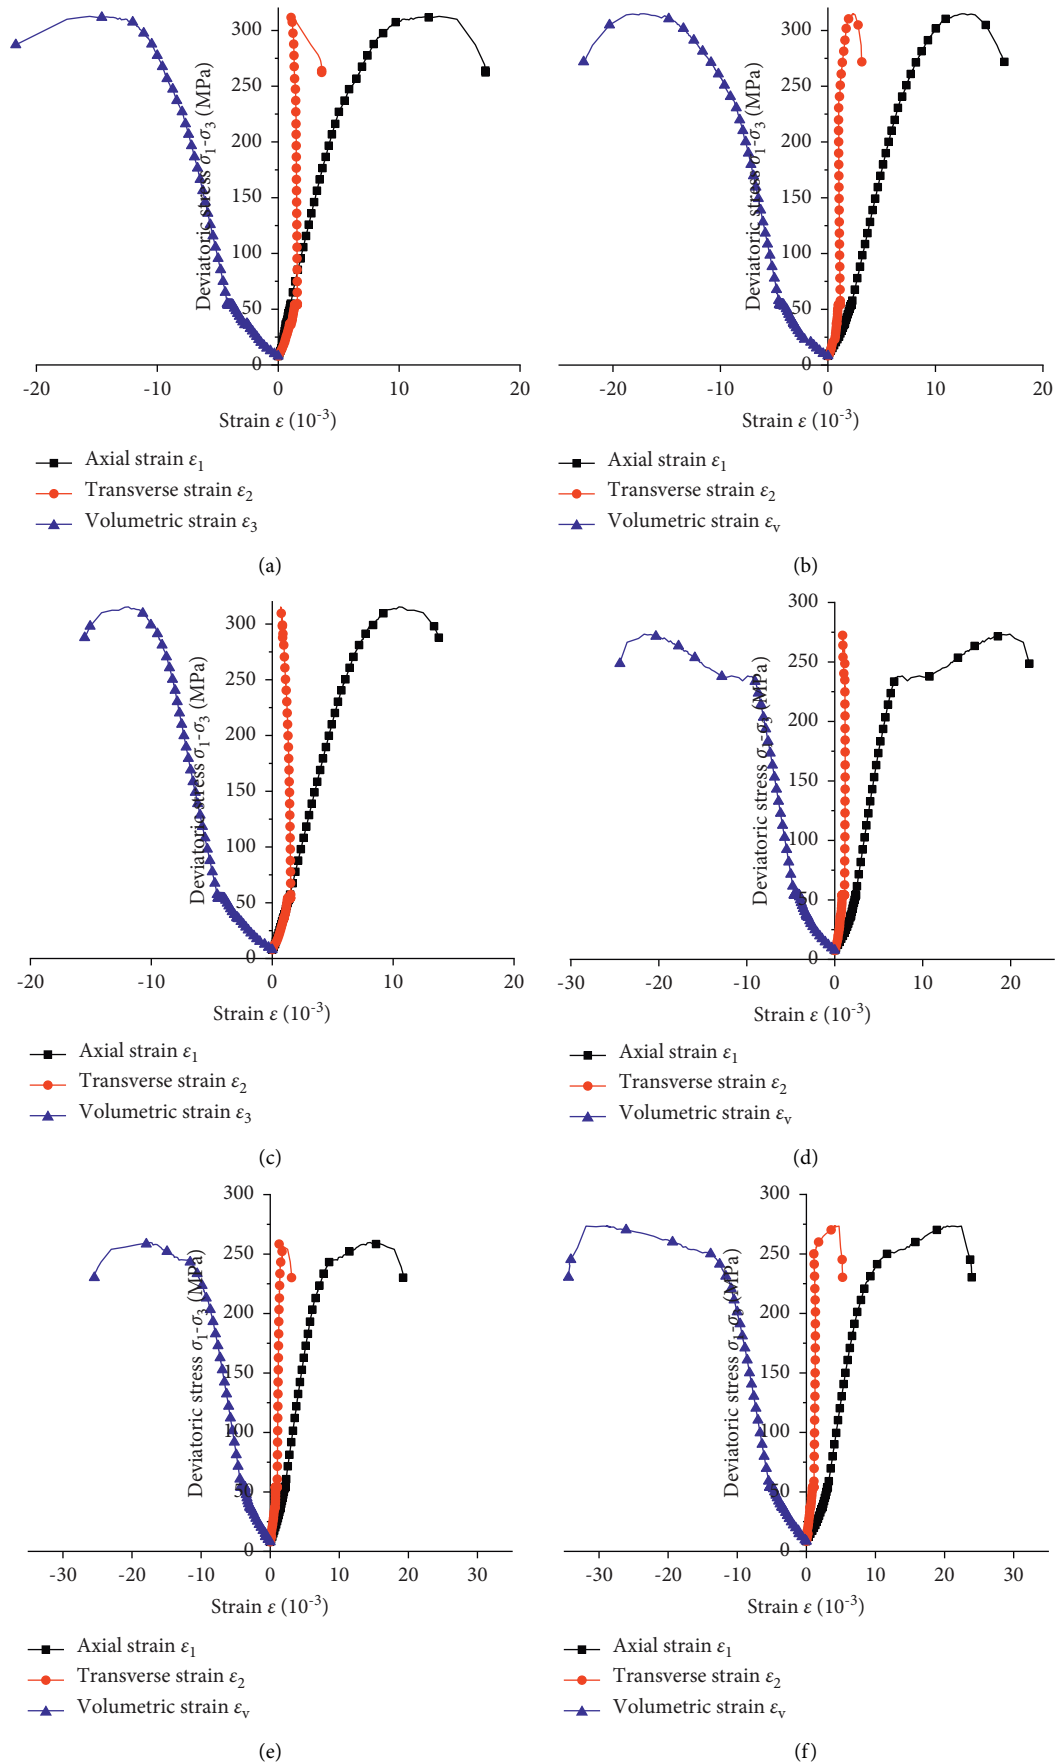 Deviatoric stress σ1-σ3 (MPa)
300
250
200
150
100
50
0
-20 -10 0 10 20
Strain ε (10-3)
Axial strain ε1
Transverse strain ε2
Volumetric strain ε3
(a)
Deviatoric stress σ1-σ3 (MPa)
300
250
200
150
100
50
0
-20 -10 0 10 20
Strain ε (10-3)
Axial strain ε1
Transverse strain ε2
Volumetric strain εv
(b)
Deviatoric stress σ1-σ3 (MPa)
300
250
200
150
100
50
0
-20 -10 0 10 20
Strain ε (10-3)
Axial strain ε1
Transverse strain ε2
Volumetric strain ε3
(c)
Deviatoric stress σ1-σ3 (MPa)
300
250
200
150
100
50
0
-30 -20 -10 0 10 20
Strain ε (10-3)
Axial strain ε1
Transverse strain ε2
Volumetric strain εv
(d)
Deviatoric stress σ1-σ3 (MPa)
300
250
200
150
100
50
0
-30 -20 -10 0 10 20 30
Strain ε (10-3)
Axial strain ε1
Transverse strain ε2
Volumetric strain εv
(e)
Deviatoric stress σ1-σ3 (MPa)
300
250
200
150
100
50
0
-30 -20 -10 0 10 20 30
Strain ε (10-3)
Axial strain ε1
Transverse strain ε2
Volumetric strain εv
(f)